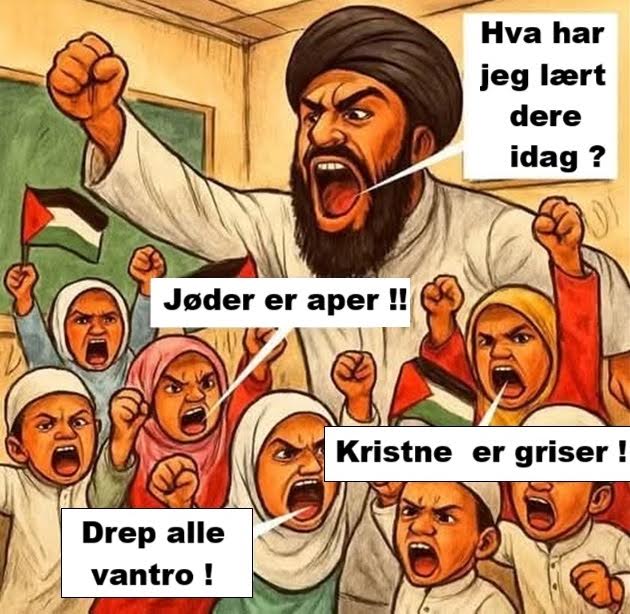 Hva har
jeg lært
dere
idag ?
Jøder er aper !!
Kristne er griser !
Drep alle
vantro !